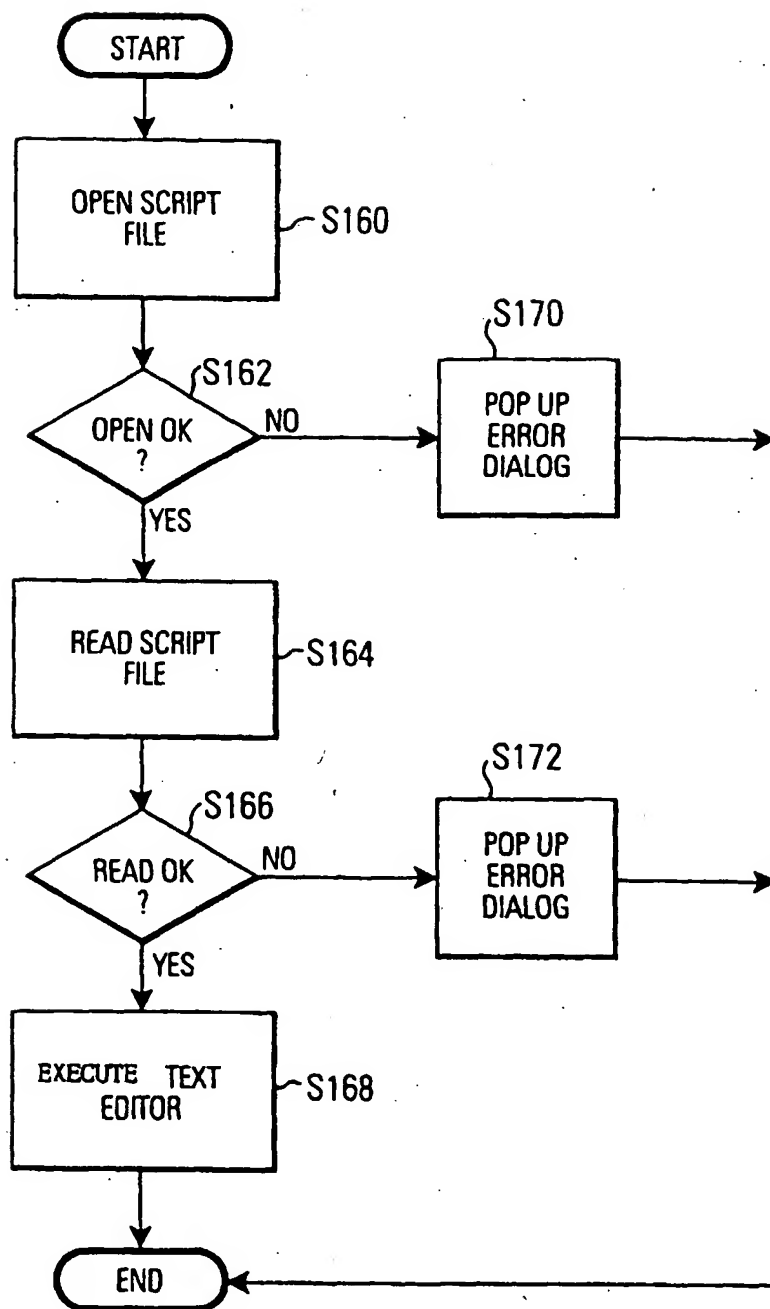 START
OPEN SCRIPT
FILE
S160
S162
OPEN OK
?
NO
YES
S170
POP UP
ERROR
DIALOG
READ SCRIPT
FILE
S164
S166
READ OK
?
NO
YES
S172
POP UP
ERROR
DIALOG
EXECUTE TEXT
EDITOR
S168
END